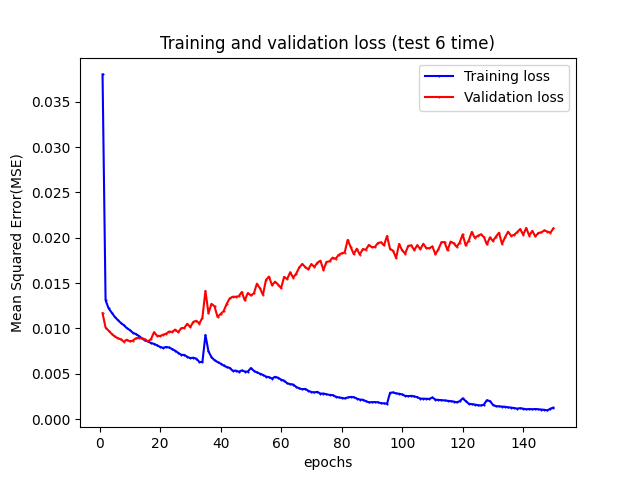 Training and validation loss (test 6 time)
Training loss
Validation loss
Mean Squared Error(MSE)
0.035
0.030
0.025
0.020
0.015
0.010
0.005
0.000
0 20 40 60 80 100 120 140
epochs